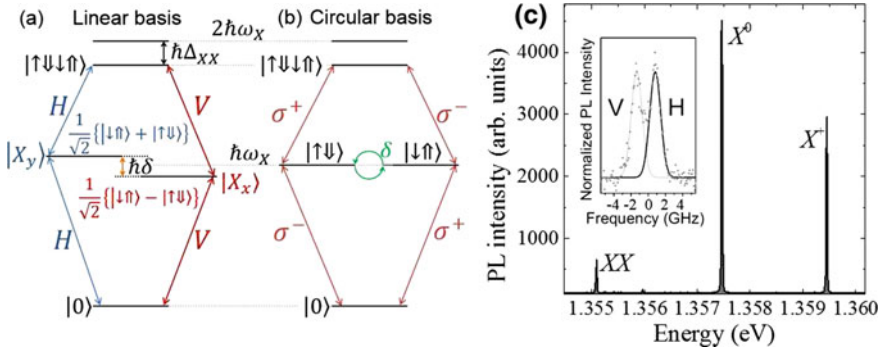 (a) Linear basis
2ħω_X
ħΔ_XX
|↑⇓↓⇑⟩
H V
1/√2 {|↓⇑⟩ + |↑⇓⟩}
|X_y⟩
ħδ
1/√2 {|↓⇑⟩ − |↑⇓⟩}
|X_x⟩
H V
|0⟩
(b) Circular basis
|↑⇓↓⇑⟩
σ⁺ σ⁻
ħω_X |↑⇓⟩ δ |↓⇑⟩
σ⁻ σ⁺
|0⟩
(c)
PL intensity (arb. units)
4000
3000
2000
1000
X⁰
X⁺
XX
Normalized PL Intensity
V H
-4 -2 0 2 4
Frequency (GHz)
1.355 1.356 1.357 1.358 1.359 1.360
Energy (eV)